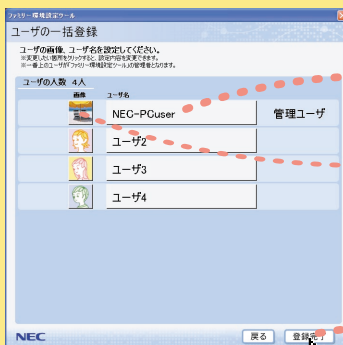 ファミリー環境設定ツール
ユーザの一括登録
ユーザの画像、ユーザ名を設定してください。
※変更したい箇所をクリックすると、設定内容を変更できます。
※一番上のユーザが「ファミリー環境設定ツール」の管理者となります。
ユーザの人数 4人
画像 ユーザ名
NEC-PCuser 管理ユーザ
ユーザ2
ユーザ3
ユーザ4
NEC 戻る 登録完了